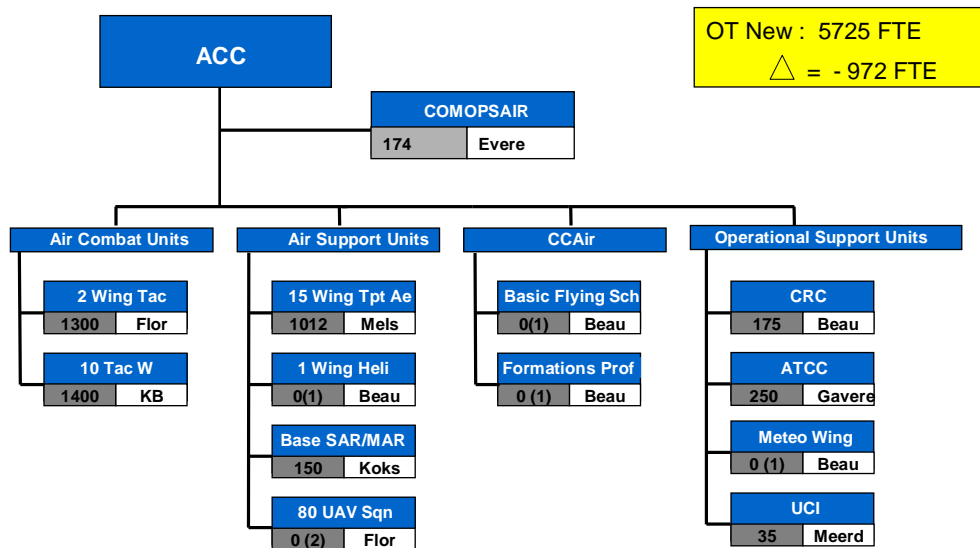 ACC
OT New : 5725 FTE
△ = - 972 FTE
COMOPSAIR
174 Evere
Air Combat Units
Air Support Units
CCAir
Operational Support Units
2 Wing Tac
1300 Flor
10 Tac W
1400 KB
15 Wing Tpt Ae
1012 Mels
1 Wing Heli
0(1) Beau
Base SAR/MAR
150 Koks
80 UAV Sqn
0 (2) Flor
Basic Flying Sch
0(1) Beau
Formations Prof
0 (1) Beau
CRC
175 Beau
ATCC
250 Gavere
Meteo Wing
0 (1) Beau
UCI
35 Meerd